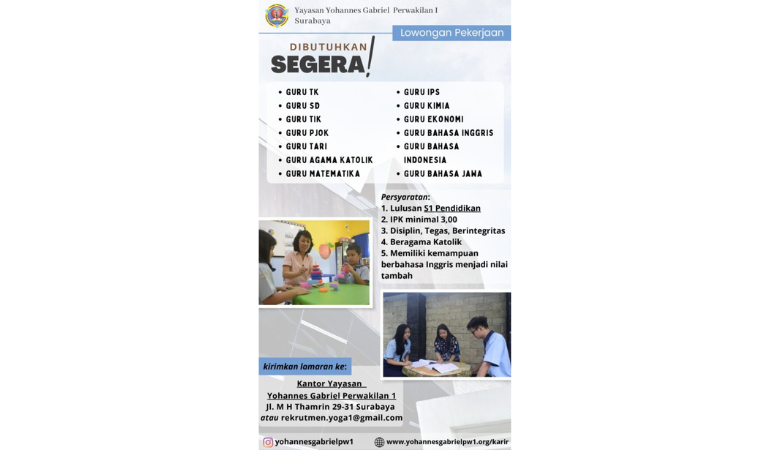 Yayasan Yohannes Gabriel Perwakilan I
Surabaya
Lowongan Pekerjaan
DIBUTUHKAN
SEGERA!
• GURU TK
• GURU SD
• GURU TIK
• GURU PJOK
• GURU TARI
• GURU AGAMA KATOLIK
• GURU MATEMATIKA
• GURU IPS
• GURU KIMIA
• GURU EKONOMI
• GURU BAHASA INGGRIS
• GURU BAHASA
INDONESIA
• GURU BAHASA JAWA
Persyaratan:
1. Lulusan S1 Pendidikan
2. IPK minimal 3,00
3. Disiplin, Tegas, Berintegritas
4. Beragama Katolik
5. Memiliki kemampuan
berbahasa Inggris menjadi nilai
tambah
kirimkan lamaran ke:
Kantor Yayasan
Yohannes Gabriel Perwakilan 1
Jl. M H Thamrin 29-31 Surabaya
atau rekrutmen.yoga1@gmail.com
yohannesgabrielpw1
www.yohannesgabrielpw1.org/karir